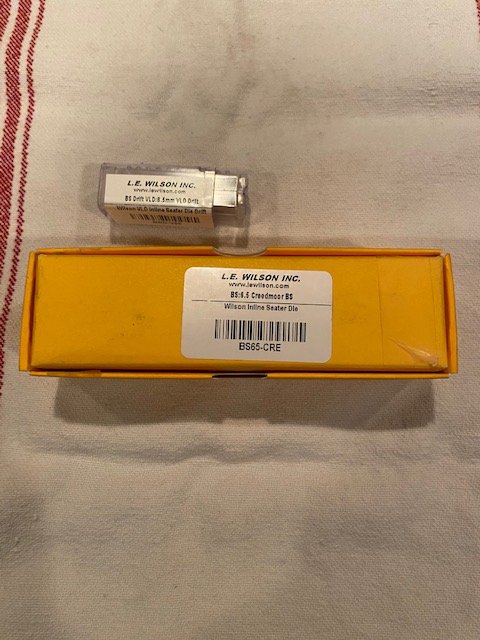 L.E. WILSON INC.
www.lewilson.com
BS Drift VLD:6.5mm VLD Drift
Wilson VLD Inline Seater Die Drift
L.E. WILSON INC.
www.lewilson.com
BS:6.5 Creedmoor BS
Wilson Inline Seater Die
BS65-CRE